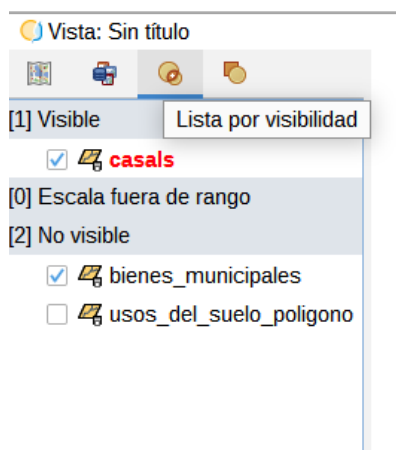 Vista: Sin título
[1] Visible
Lista por visibilidad
casals
[0] Escala fuera de rango
[2] No visible
bienes_municipales
usos_del_suelo_poligono